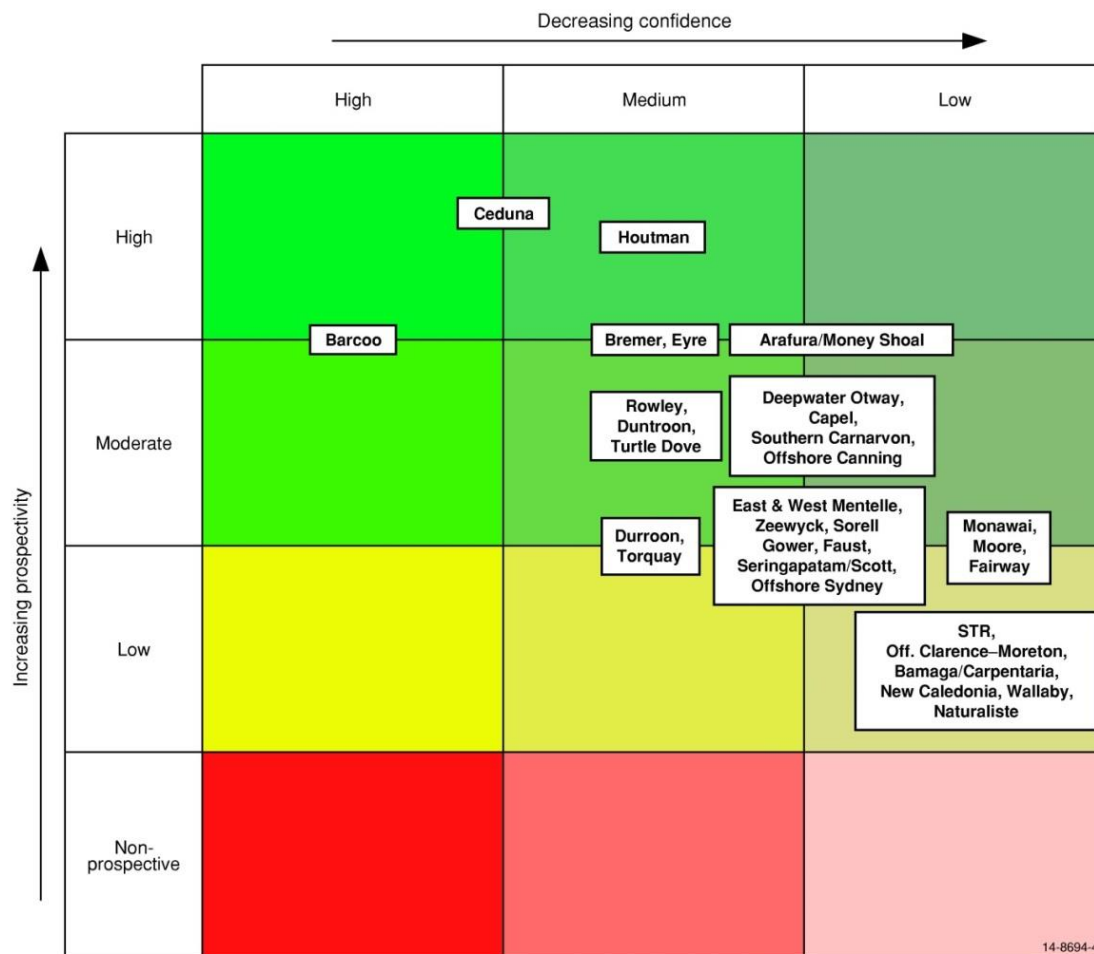 Decreasing confidence
High
Medium
Low
Increasing prospectivity
High
Ceduna
Houtman
Barcoo
Bremer, Eyre
Arafura/Money Shoal
Moderate
Rowley,
Duntroon,
Turtle Dove
Deepwater Otway,
Capel,
Southern Carnarvon,
Offshore Canning
Durroon,
Torquay
East & West Mentelle,
Zeewyck, Sorell
Gower, Faust,
Seringapatam/Scott,
Offshore Sydney
Monawai,
Moore,
Fairway
Low
STR,
Off. Clarence–Moreton,
Bamaga/Carpentaria,
New Caledonia, Wallaby,
Naturaliste
Non-
prospective
14-8694-4